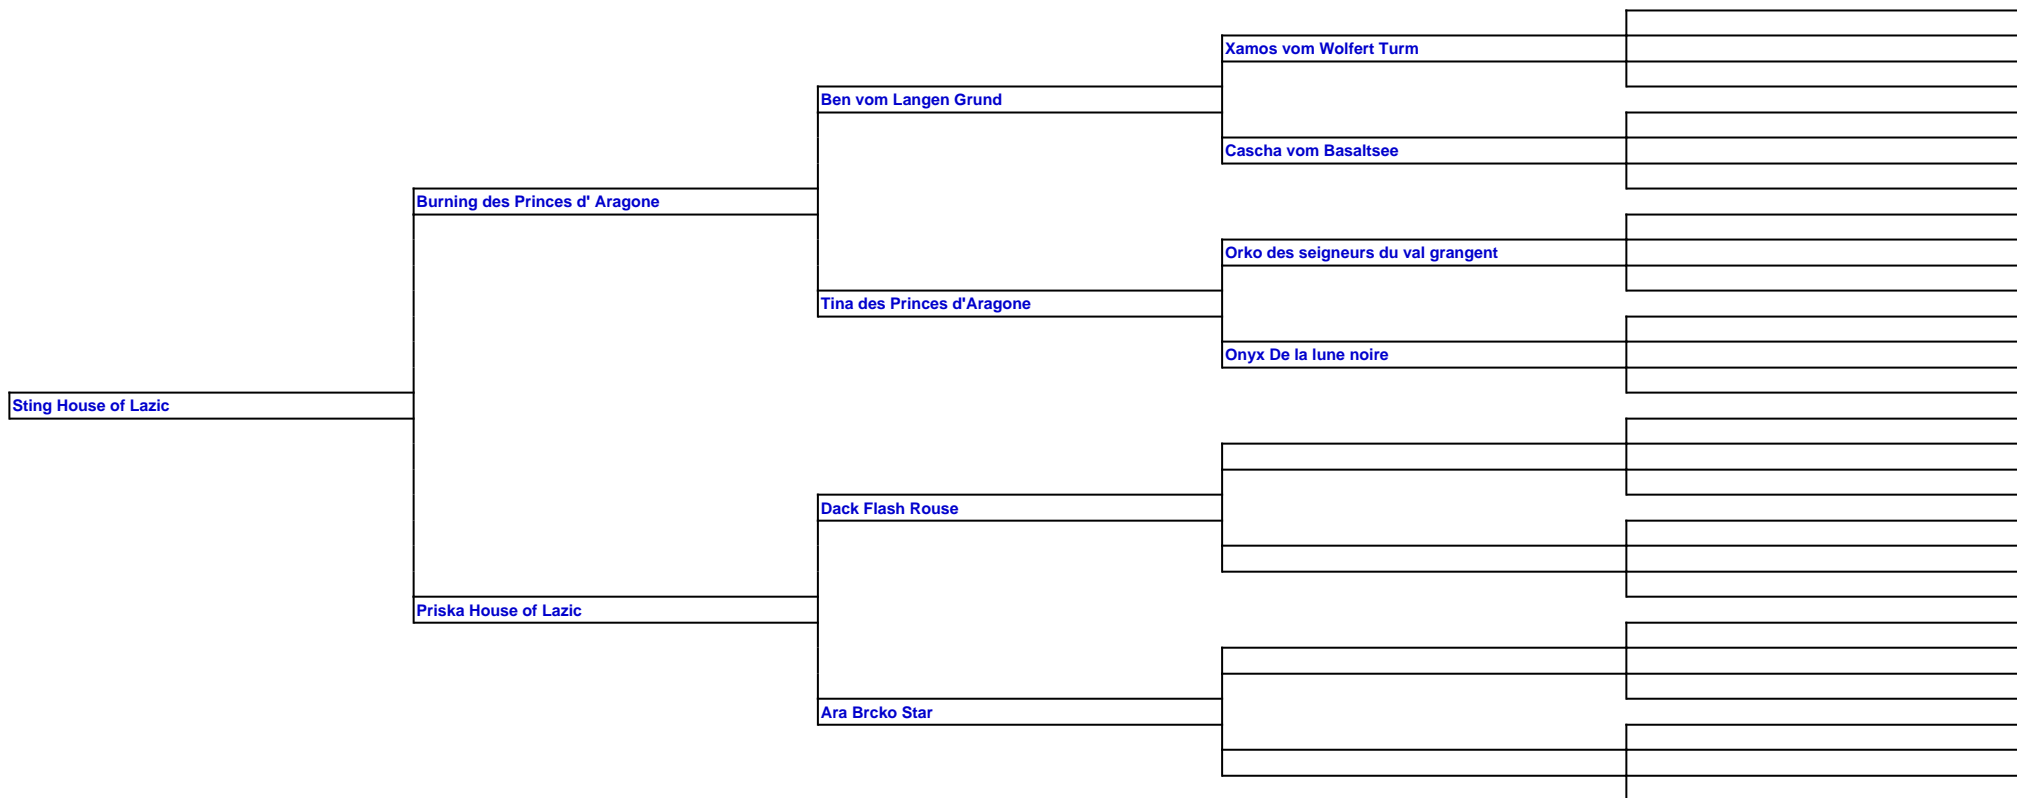 Xamos vom Wolfert Turm
Ben vom Langen Grund
Cascha vom Basaltsee
Burning des Princes d' Aragone
Orko des seigneurs du val grangent
Tina des Princes d'Aragone
Onyx De la lune noire
Sting House of Lazic
Dack Flash Rouse
Priska House of Lazic
Ara Brcko Star